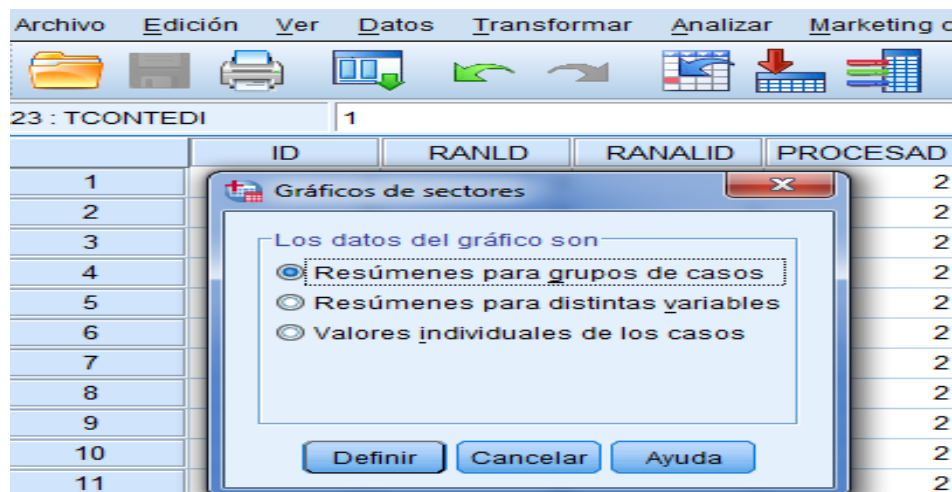 Archivo Edición Ver Datos Transformar Analizar Marketing
23 : TCONTEDI 1
ID RANLD RANALID PROCESAD
1 2
2 2
3 2
4 2
5 2
6 2
7 2
8 2
9 2
10 2
11 2
Gráficos de sectores
Los datos del gráfico son
Resúmenes para grupos de casos
Resúmenes para distintas variables
Valores individuales de los casos
Definir Cancelar Ayuda